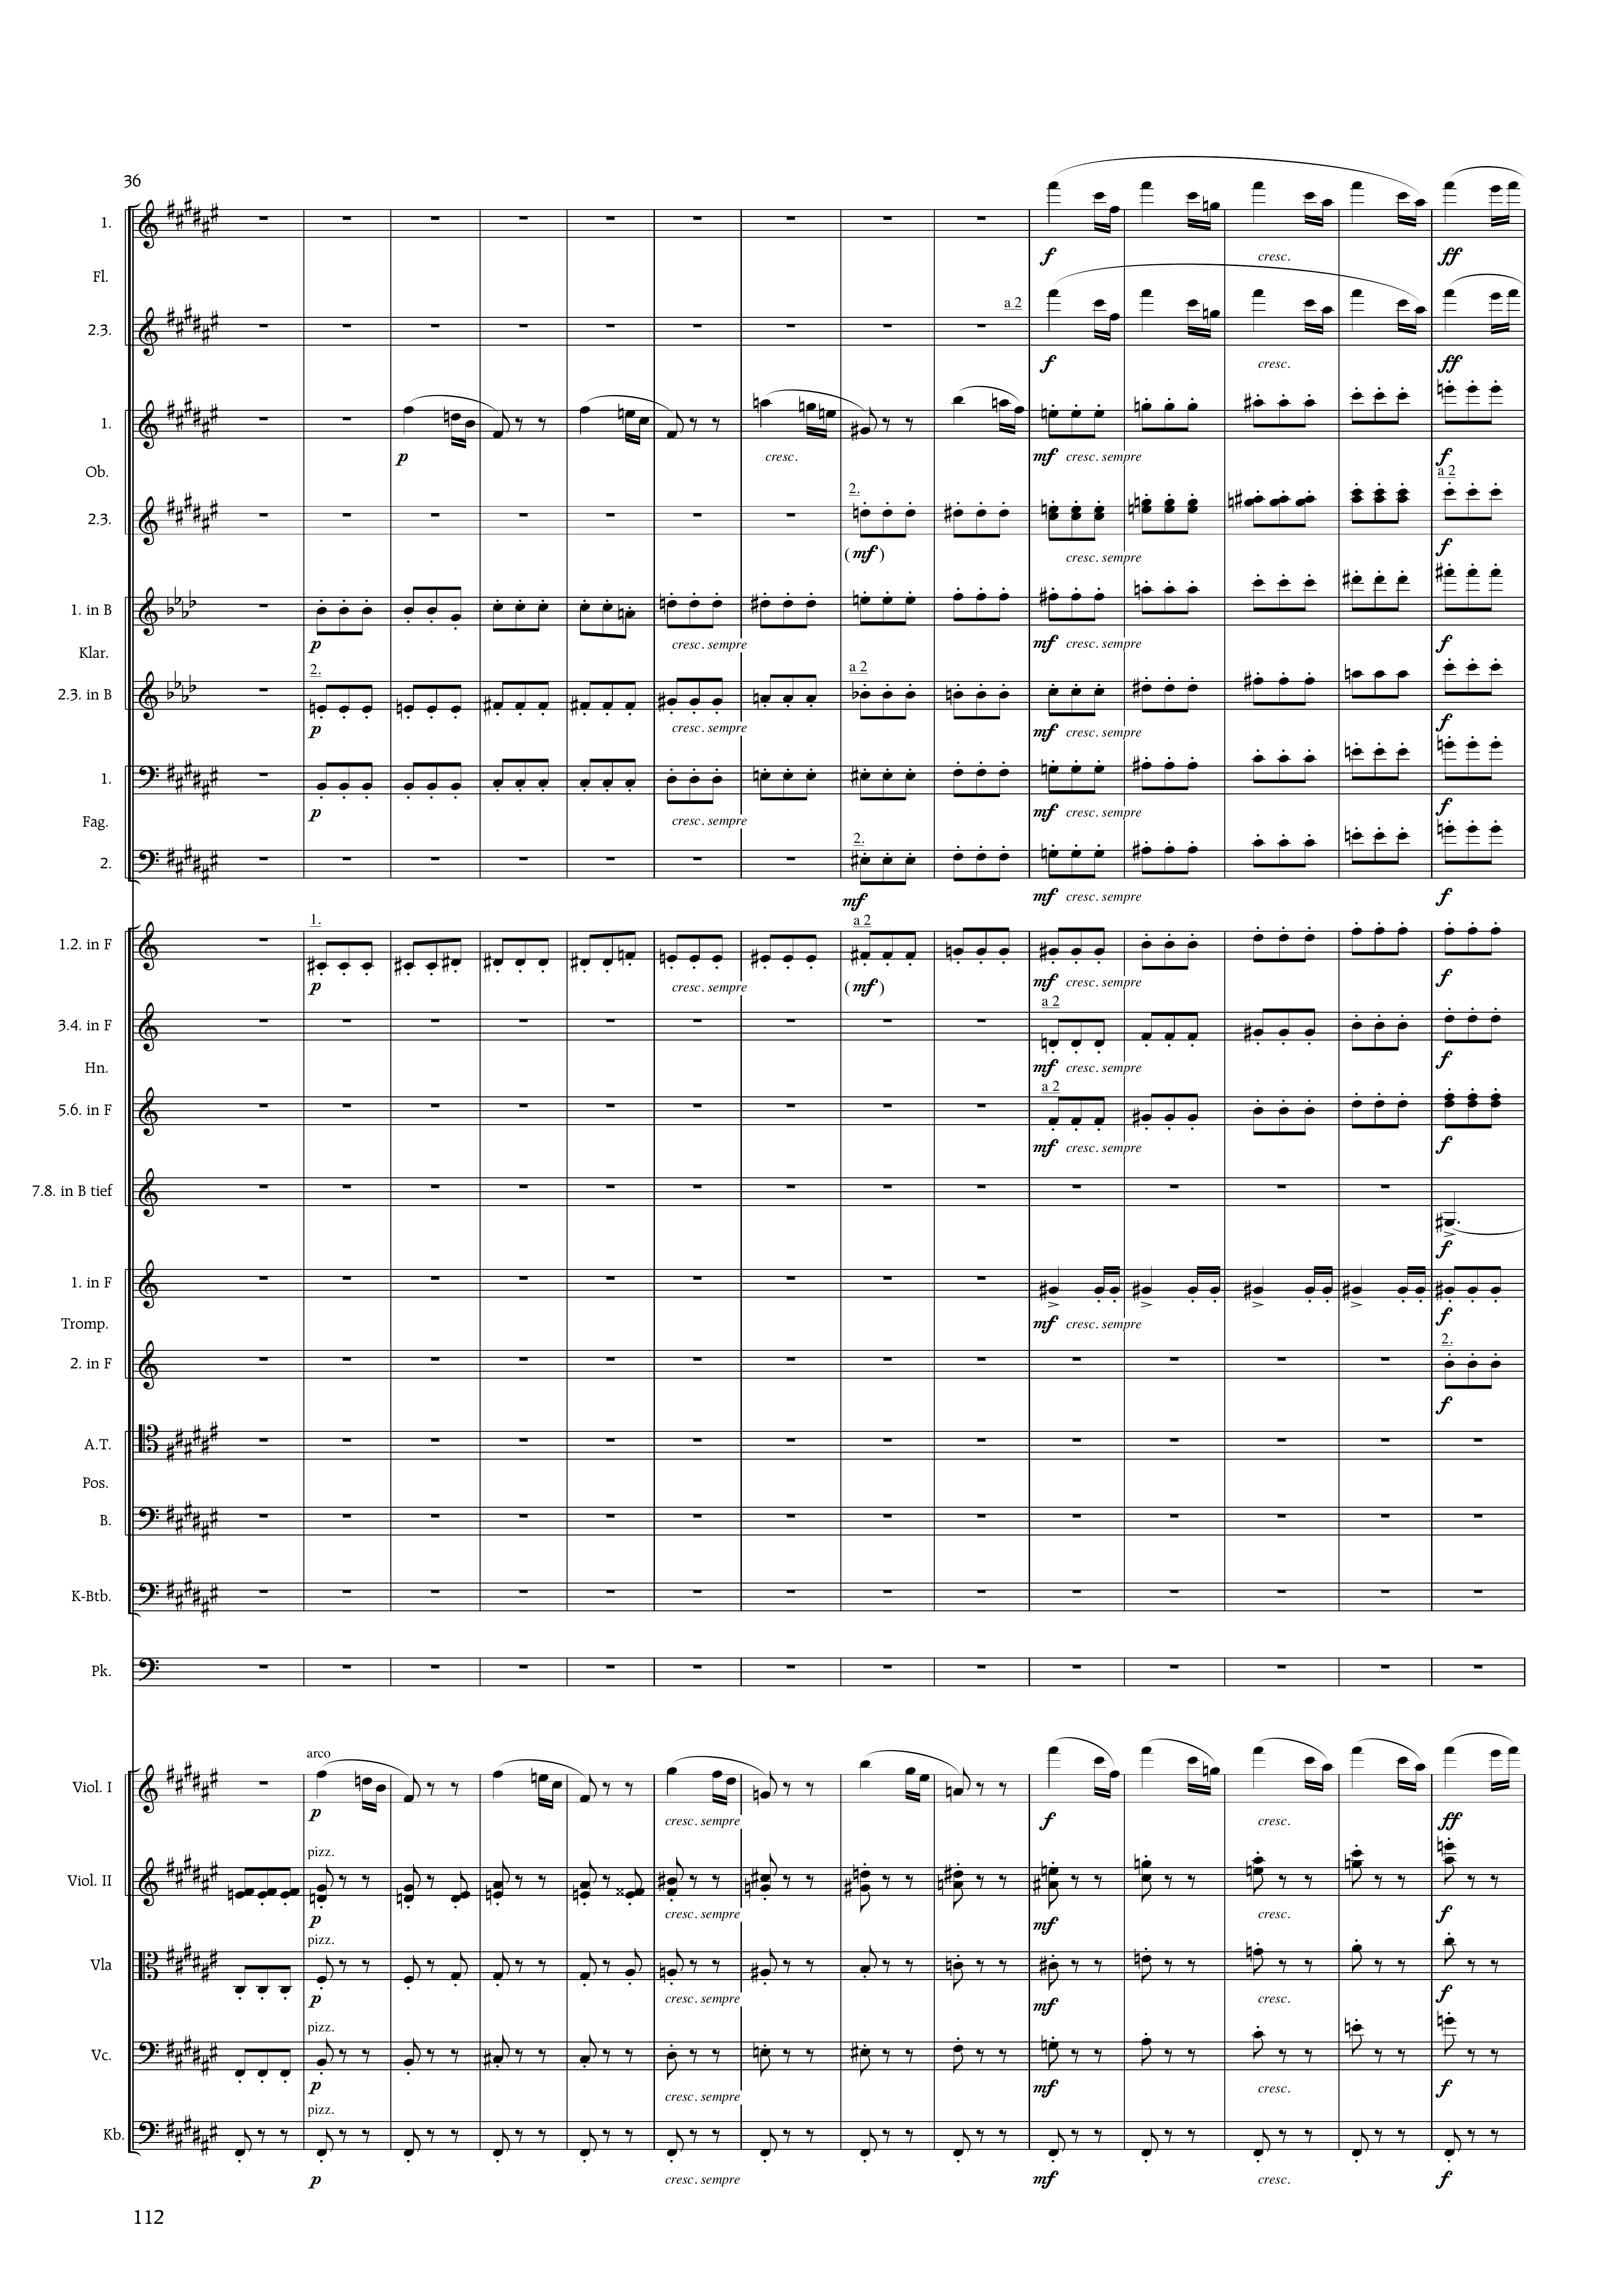 36
1.
f
cresc.
ff
Fl.
a 2
2.3.
f
cresc.
ff
1.
p
cresc.
mf cresc. sempre
f
Ob.
a 2
2.
2.3.
(mf)
cresc. sempre
f
1. in B
p
cresc. sempre
mf cresc. sempre
f
Klar.
2.
a 2
2.3. in B
p
cresc. sempre
mf cresc. sempre
f
1.
p
cresc. sempre
mf cresc. sempre
f
Fag.
2.
2.
mf
mf cresc. sempre
f
1.
a 2
1.2. in F
p
cresc. sempre
(mf)
mf cresc. sempre
f
a 2
3.4. in F
mf cresc. sempre
f
Hn.
a 2
5.6. in F
mf cresc. sempre
f
7.8. in B tief
f
1. in F
mf cresc. sempre
f
Tromp.
2.
2. in F
f
A.T.
Pos.
B.
K-Btb.
Pk.
arco
Viol. I
p
cresc. sempre
f
cresc.
ff
pizz.
Viol. II
p
cresc. sempre
mf
cresc.
f
pizz.
Vla
p
cresc. sempre
mf
cresc.
f
pizz.
Vc.
p
cresc. sempre
mf
cresc.
f
pizz.
Kb.
p
cresc. sempre
mf
cresc.
f
112